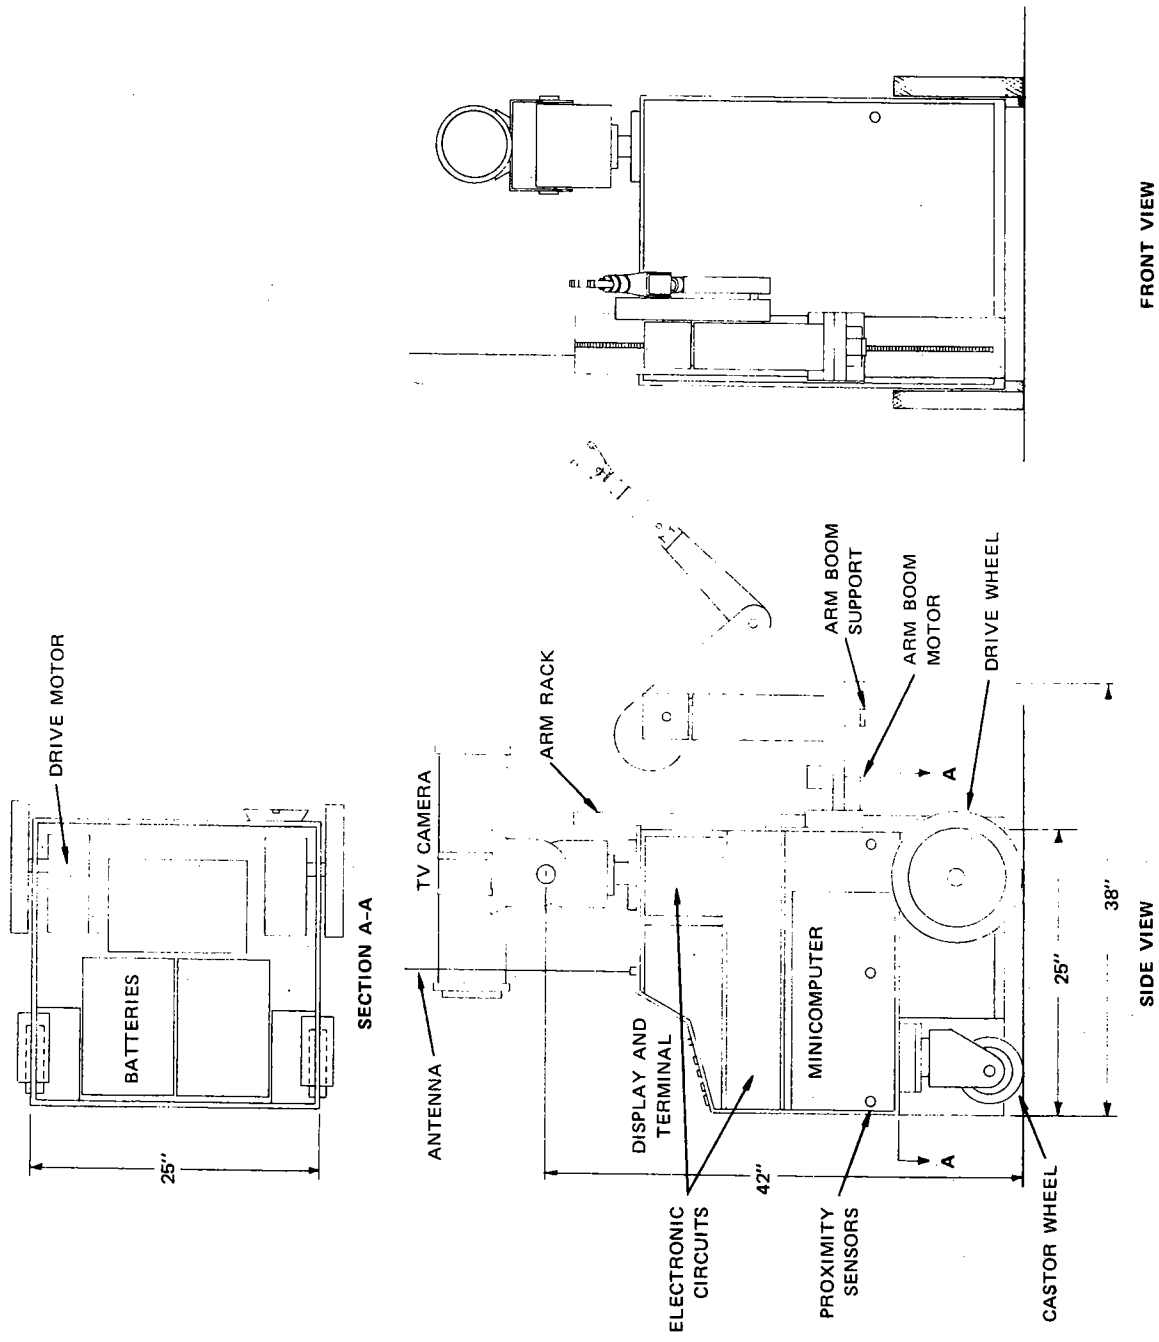 DRIVE MOTOR
BATTERIES
25"
SECTION A-A
ANTENNA
TV CAMERA
ARM RACK
DISPLAY AND
TERMINAL
ELECTRONIC
CIRCUITS
MINICOMPUTER
PROXIMITY
SENSORS
42"
A
A
ARM BOOM
SUPPORT
ARM BOOM
MOTOR
DRIVE WHEEL
CASTOR WHEEL
25"
38"
SIDE VIEW
FRONT VIEW